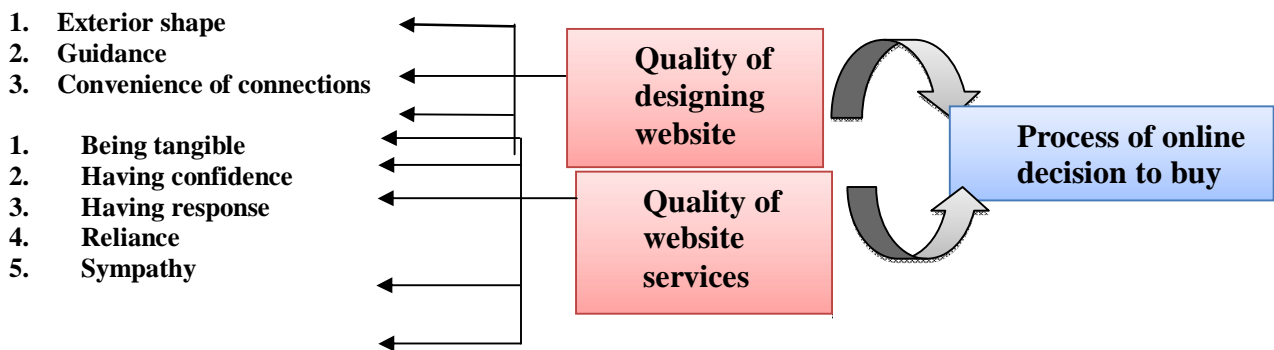 1. Exterior shape
2. Guidance
3. Convenience of connections
1. Being tangible
2. Having confidence
3. Having response
4. Reliance
5. Sympathy
Quality of
designing
website
Quality of
website
services
Process of online
decision to buy